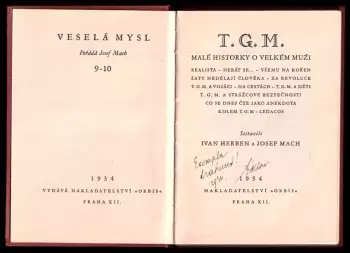 VESELÁ MYSL
Pořádá Josef Mach
9-10
1934
VYDÁVÁ NAKLADATELSTVÍ »ORBIS«
PRAHA XII.
T.G.M.
MALÉ HISTORKY O VELKÉM MUŽI
REALISTA – NEBÁT SE... – VĚRNU NA KOŘEN
ŠATY NEDĚLAJÍ ČLOVĚKA – ZA REVOLUCE
T. G. M. A VOJÁCI – NA CESTÁCH – T. G. M. A DĚTI
T. G. M. A STRÁŽCOVÉ BEZPEČNOSTI
CO SE DNES ČTE JAKO ANEKDOTA
KOLEM T. G. M – LEDACOS
Sestavili
IVAN HERBEN a JOSEF MACH
1934
NAKLADATELSTVÍ »ORBIS«
PRAHA XII.